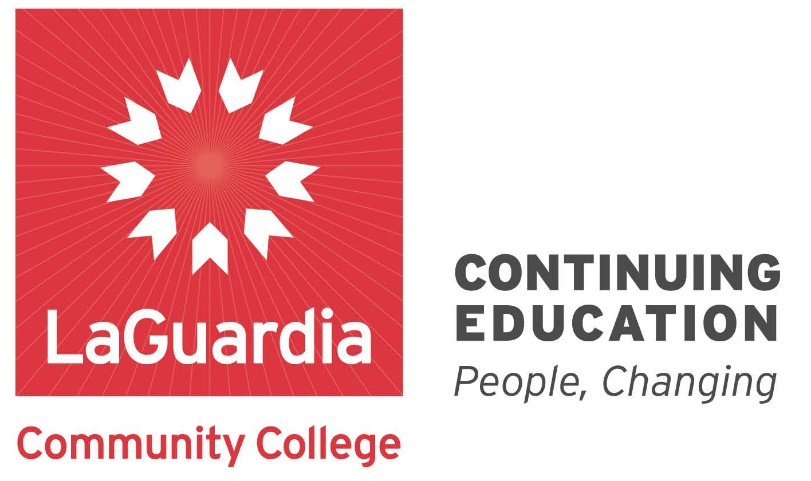 LaGuardia
Community College
CONTINUING
EDUCATION
People, Changing